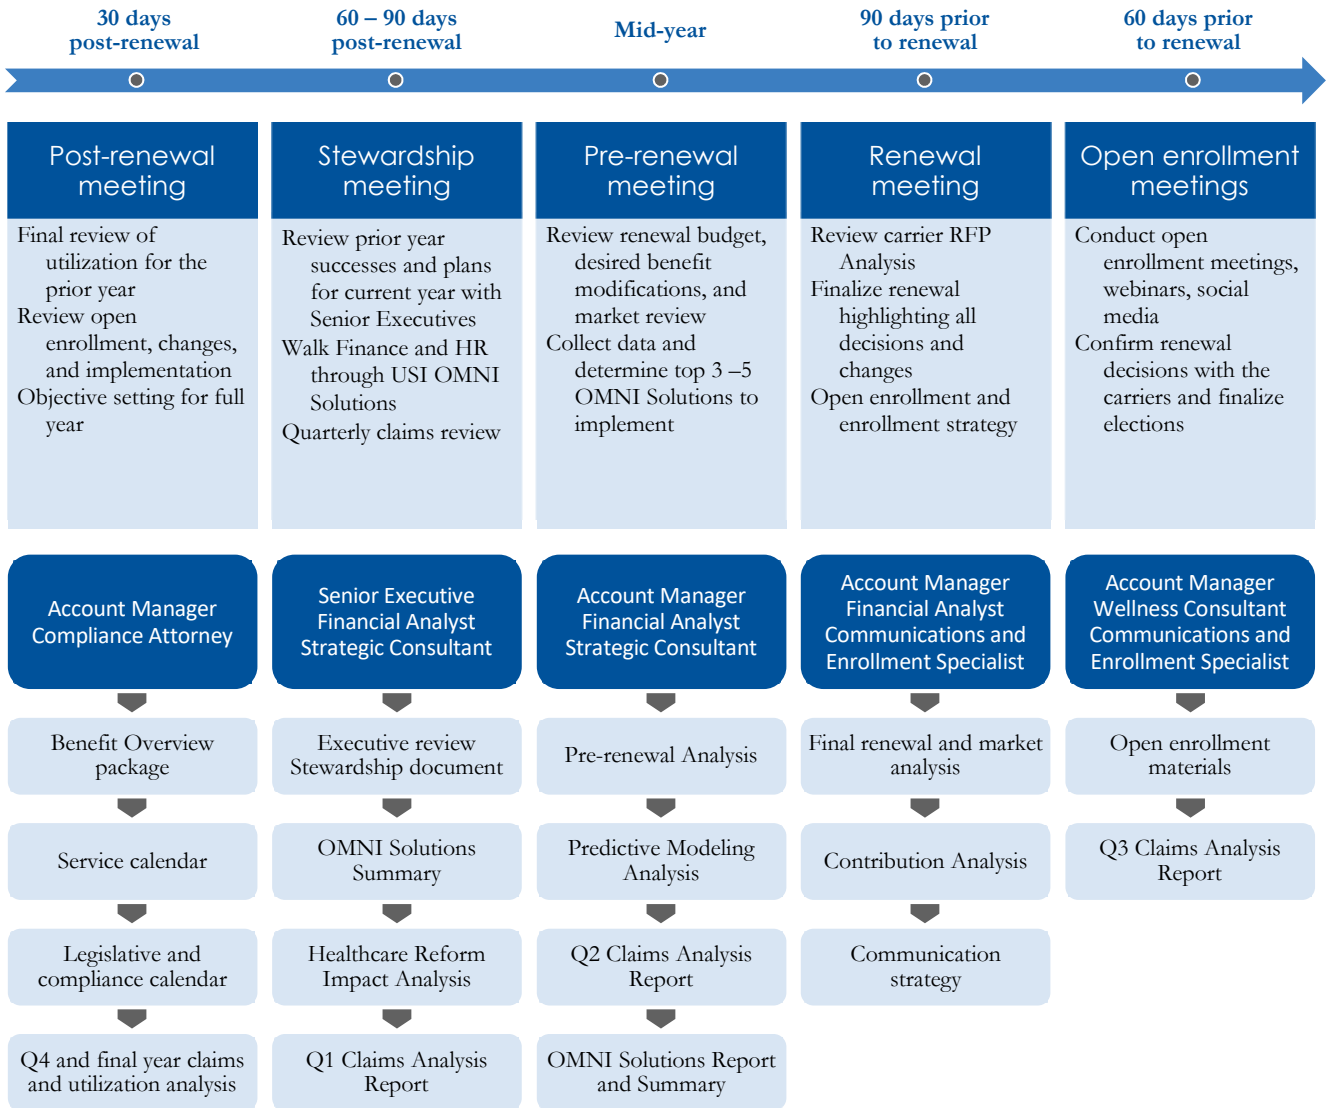 30 days
post-renewal
60 – 90 days
post-renewal
Mid-year
90 days prior
to renewal
60 days prior
to renewal
Post-renewal
meeting
Final review of
utilization for the
prior year
Review open
enrollment, changes,
and implementation
Objective setting for full
year
Stewardship
meeting
Review prior year
successes and plans
for current year with
Senior Executives
Walk Finance and HR
through USI OMNI
Solutions
Quarterly claims review
Pre-renewal
meeting
Review renewal budget,
desired benefit
modifications, and
market review
Collect data and
determine top 3 –5
OMNI Solutions to
implement
Renewal
meeting
Review carrier RFP
Analysis
Finalize renewal
highlighting all
decisions and
changes
Open enrollment and
enrollment strategy
Open enrollment
meetings
Conduct open
enrollment meetings,
webinars, social
media
Confirm renewal
decisions with the
carriers and finalize
elections
Account Manager
Compliance Attorney
Benefit Overview
package
Service calendar
Legislative and
compliance calendar
Q4 and final year claims
and utilization analysis
Senior Executive
Financial Analyst
Strategic Consultant
Executive review
Stewardship document
OMNI Solutions
Summary
Healthcare Reform
Impact Analysis
Q1 Claims Analysis
Report
Account Manager
Financial Analyst
Strategic Consultant
Pre-renewal Analysis
Predictive Modeling
Analysis
Q2 Claims Analysis
Report
OMNI Solutions Report
and Summary
Account Manager
Financial Analyst
Communications and
Enrollment Specialist
Final renewal and market
analysis
Contribution Analysis
Communication
strategy
Account Manager
Wellness Consultant
Communications and
Enrollment Specialist
Open enrollment
materials
Q3 Claims Analysis
Report